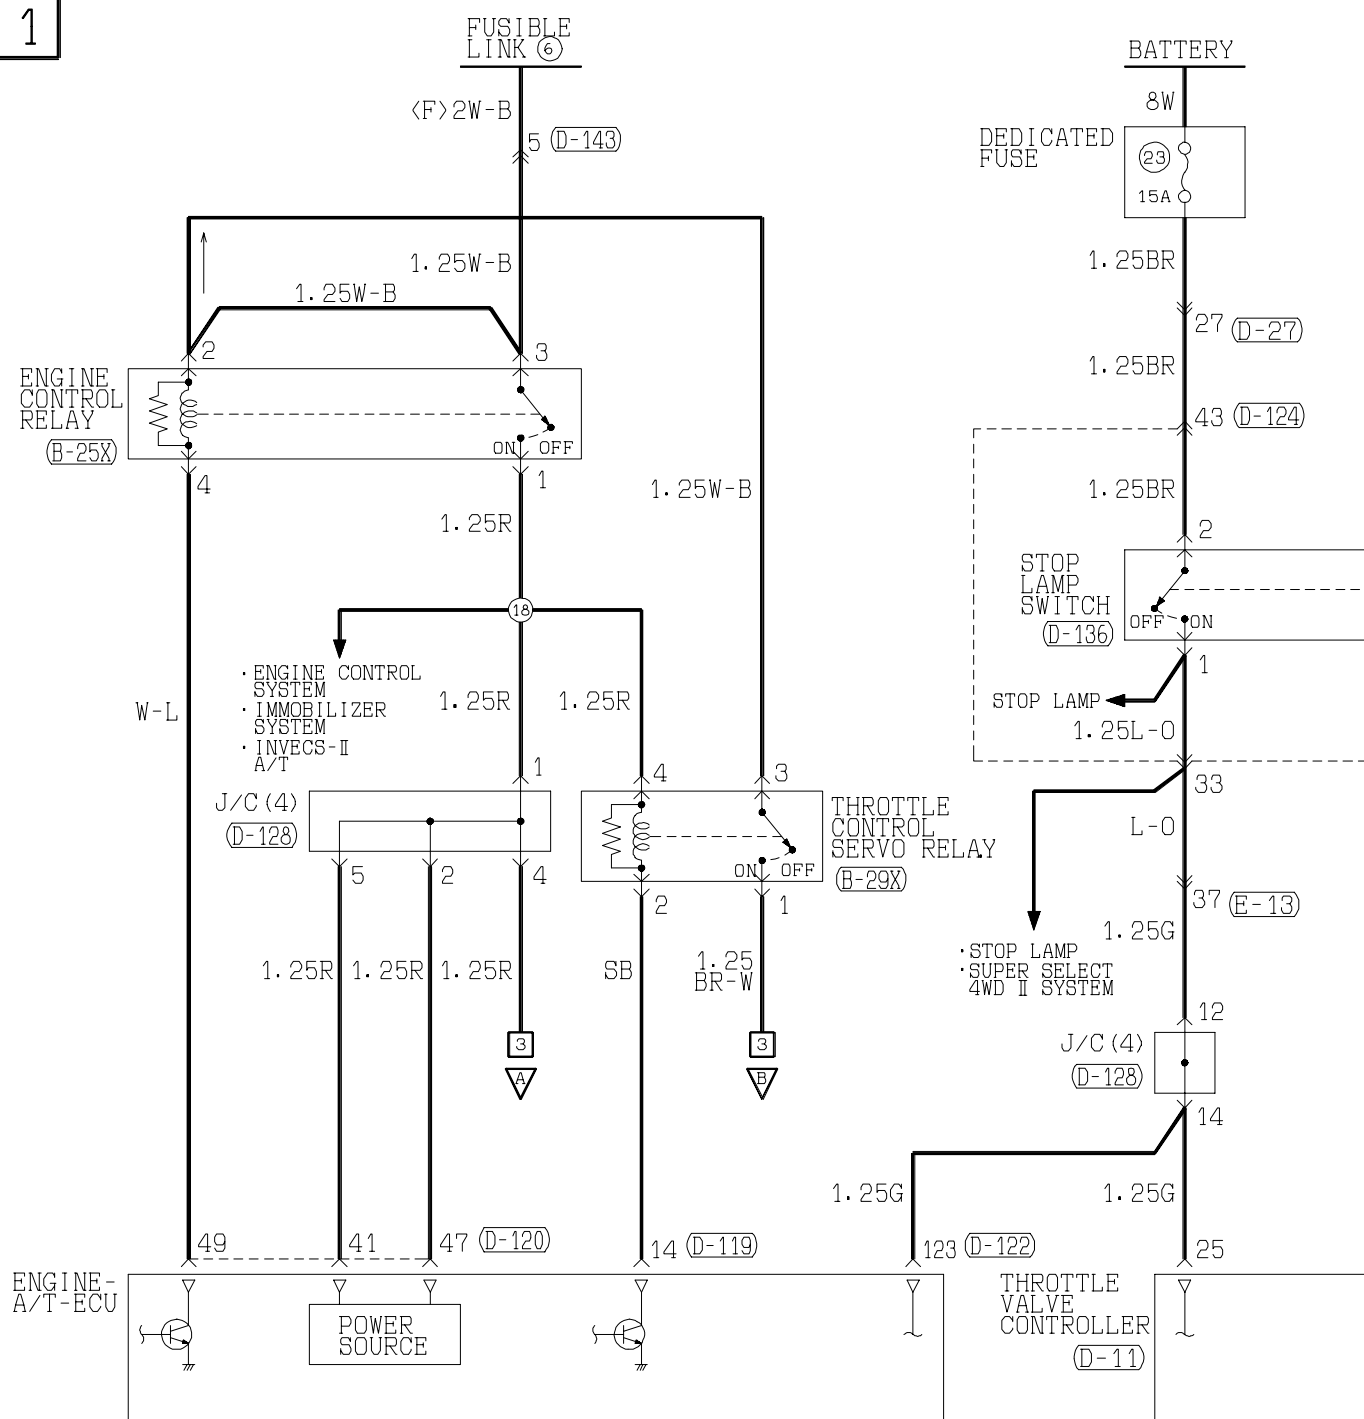 1
FUSIBLE
LINK 6
BATTERY
<F>2W-B
8W
5 D-143
DEDICATED
FUSE
23
15A
1.25W-B
1.25BR
1.25W-B
27 D-27
2
3
1.25BR
ENGINE
CONTROL
RELAY
B-25X
ON OFF
43 D-124
4
1
1.25W-B
1.25BR
1.25R
2
STOP
LAMP
SWITCH
D-136
OFF ON
18
1
·ENGINE CONTROL
SYSTEM
·IMMOBILIZER
SYSTEM
·INVECS-II
A/T
W-L
1.25R
1.25R
STOP LAMP
1.25L-O
1
4
3
33
J/C(4)
D-128
THROTTLE
CONTROL
SERVO RELAY
B-29X
ON OFF
L-O
5
2
4
2
1
37 E-13
1.25G
1.25R
1.25R
1.25R
SB
1.25
BR-W
·STOP LAMP
·SUPER SELECT
4WD II SYSTEM
12
3
A
3
B
J/C(4)
D-128
14
1.25G
1.25G
49
41
47 D-120
14 D-119
123 D-122
25
ENGINE-
A/T-ECU
POWER
SOURCE
THROTTLE
VALVE
CONTROLLER
D-11